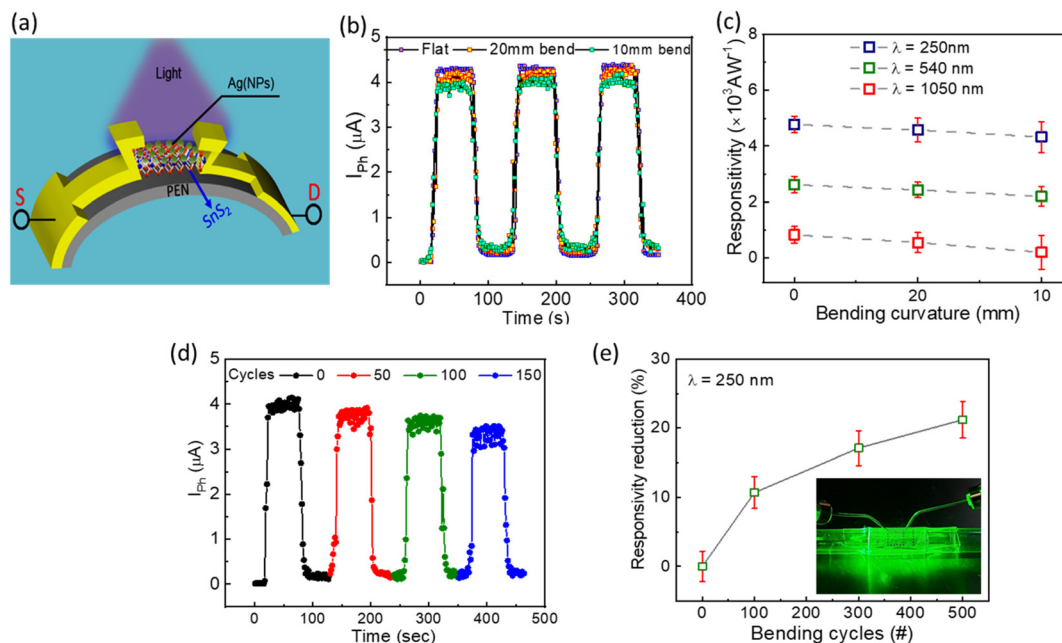 (a)
Light
Ag(NPs)
S
PEN
D
SnS₂
(b)
Flat 20mm bend 10mm bend
I_Ph (μA)
5
4
3
2
1
0
0 100 200 300 400
Time (s)
(c)
λ = 250nm
λ = 540 nm
λ = 1050 nm
Responsivity (×10³AW⁻¹)
8
6
4
2
0
0 20 10
Bending curvature (mm)
(d)
Cycles 0 50 100 150
I_Ph (μA)
5
4
3
2
1
0
0 100 200 300 400 500
Time (sec)
(e)
λ = 250 nm
Responsivity reduction (%)
30
20
10
0
0 100 300 500
Bending cycles (#)